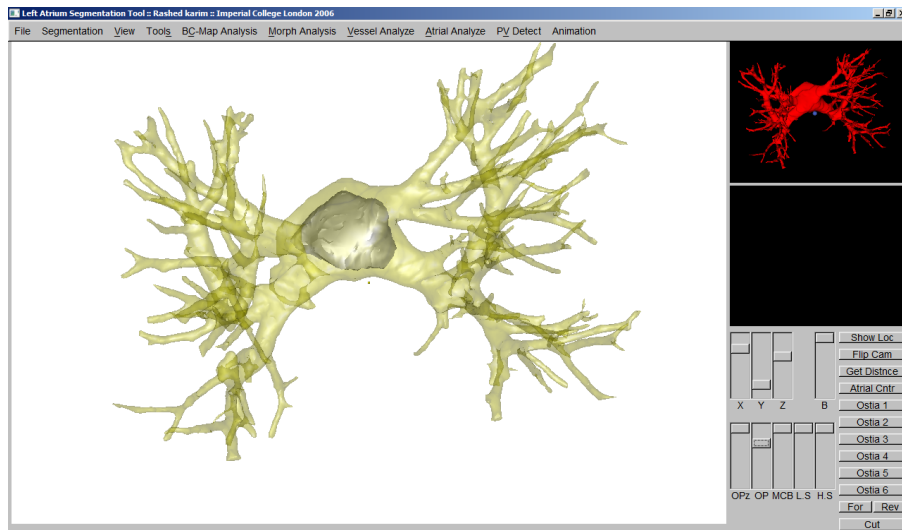 Left Atrium Segmentation Tool :: Rashed karim :: Imperial College London 2006
File Segmentation View Tools BC-Map Analysis Morph Analysis Vessel Analyze Atrial Analyze PV Detect Animation
Show Loc
Flip Cam
Get Distnce
Atrial Cntr
X Y Z B
Ostia 1
Ostia 2
Ostia 3
Ostia 4
Ostia 5
Ostia 6
OPz OP MCB L.S H.S
For Rev
Cut